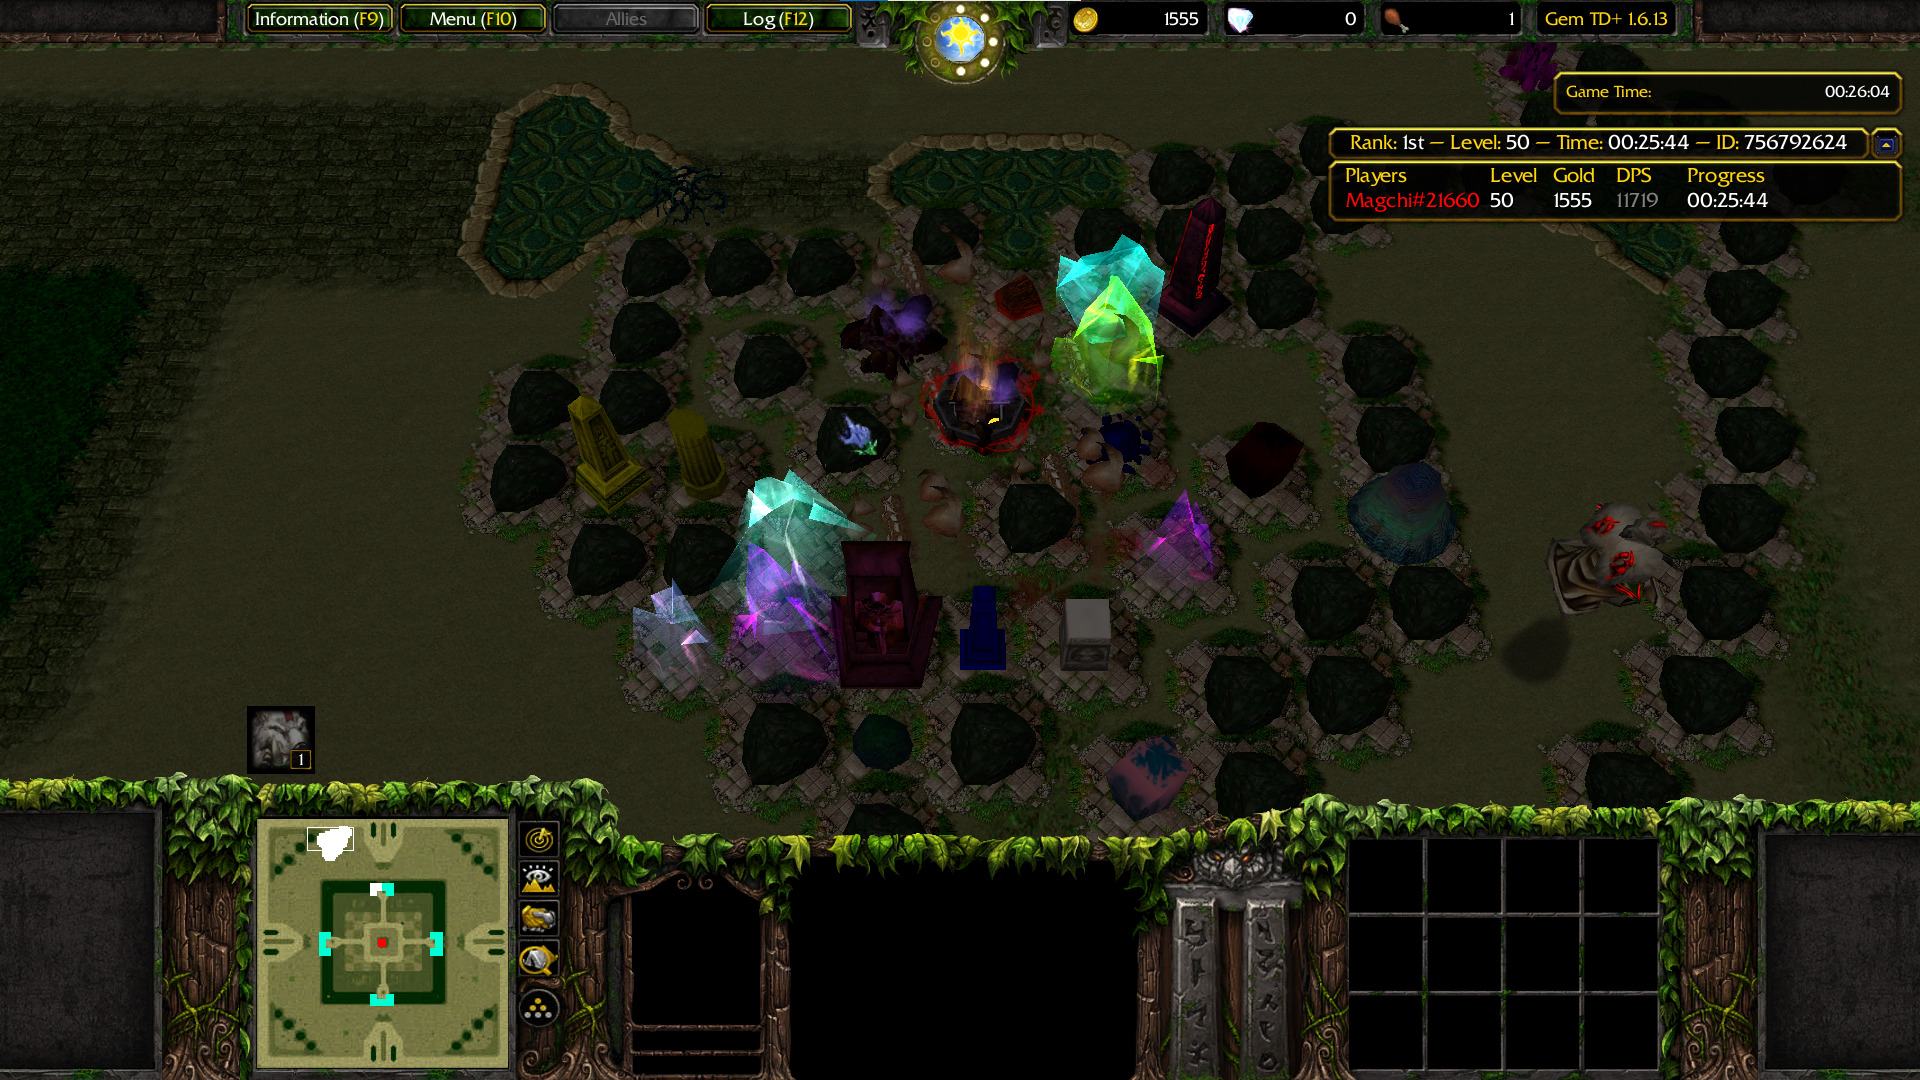 Information (F9) Menu (F10) Allies Log (F12) 1555 0 1 Gem TD+ 1.6.13
Game Time: 00:26:04
Rank: 1st — Level: 50 — Time: 00:25:44 — ID: 756792624
Players Level Gold DPS Progress
Magchi#21660 50 1555 11719 00:25:44
1